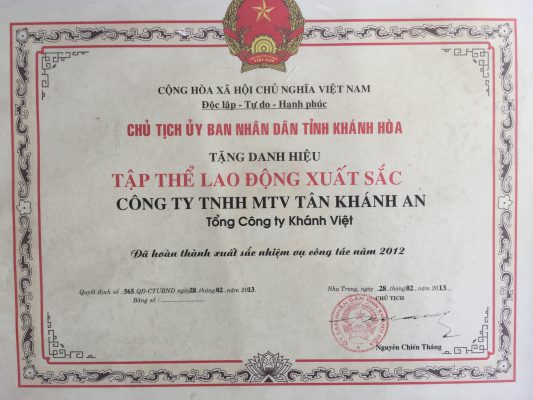 CỘNG HÒA XÃ HỘI CHỦ NGHĨA VIỆT NAM
Độc lập - Tự do - Hạnh phúc
CHỦ TỊCH ỦY BAN NHÂN DÂN TỈNH KHÁNH HÒA
TẶNG DANH HIỆU
TẬP THỂ LAO ĐỘNG XUẤT SẮC
CÔNG TY TNHH MTV TÂN KHÁNH AN
Tổng Công ty Khánh Việt
Đã hoàn thành xuất sắc nhiệm vụ công tác năm 2012
Quyết định số .565.QĐ-CTUBND ngày28.tháng.02..năm .2013.
Bảng số : ........................
Nha Trang, ngày..28.tháng.02..năm .2013...
CHỦ TỊCH
Nguyễn Chiến Thắng